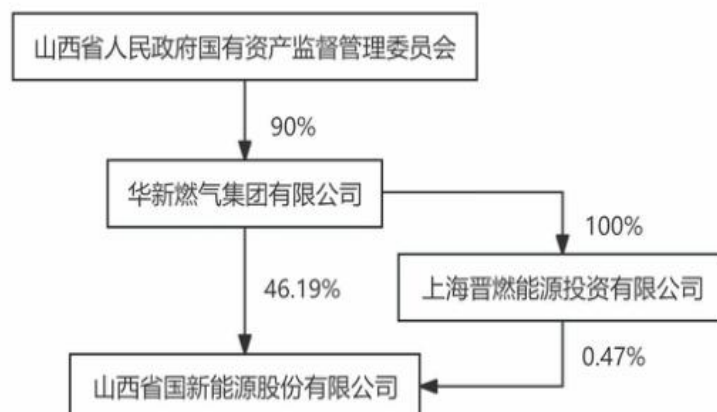 山西省人民政府国有资产监督管理委员会
90%
华新燃气集团有限公司
100%
46.19%
上海晋燃能源投资有限公司
0.47%
山西省国新能源股份有限公司